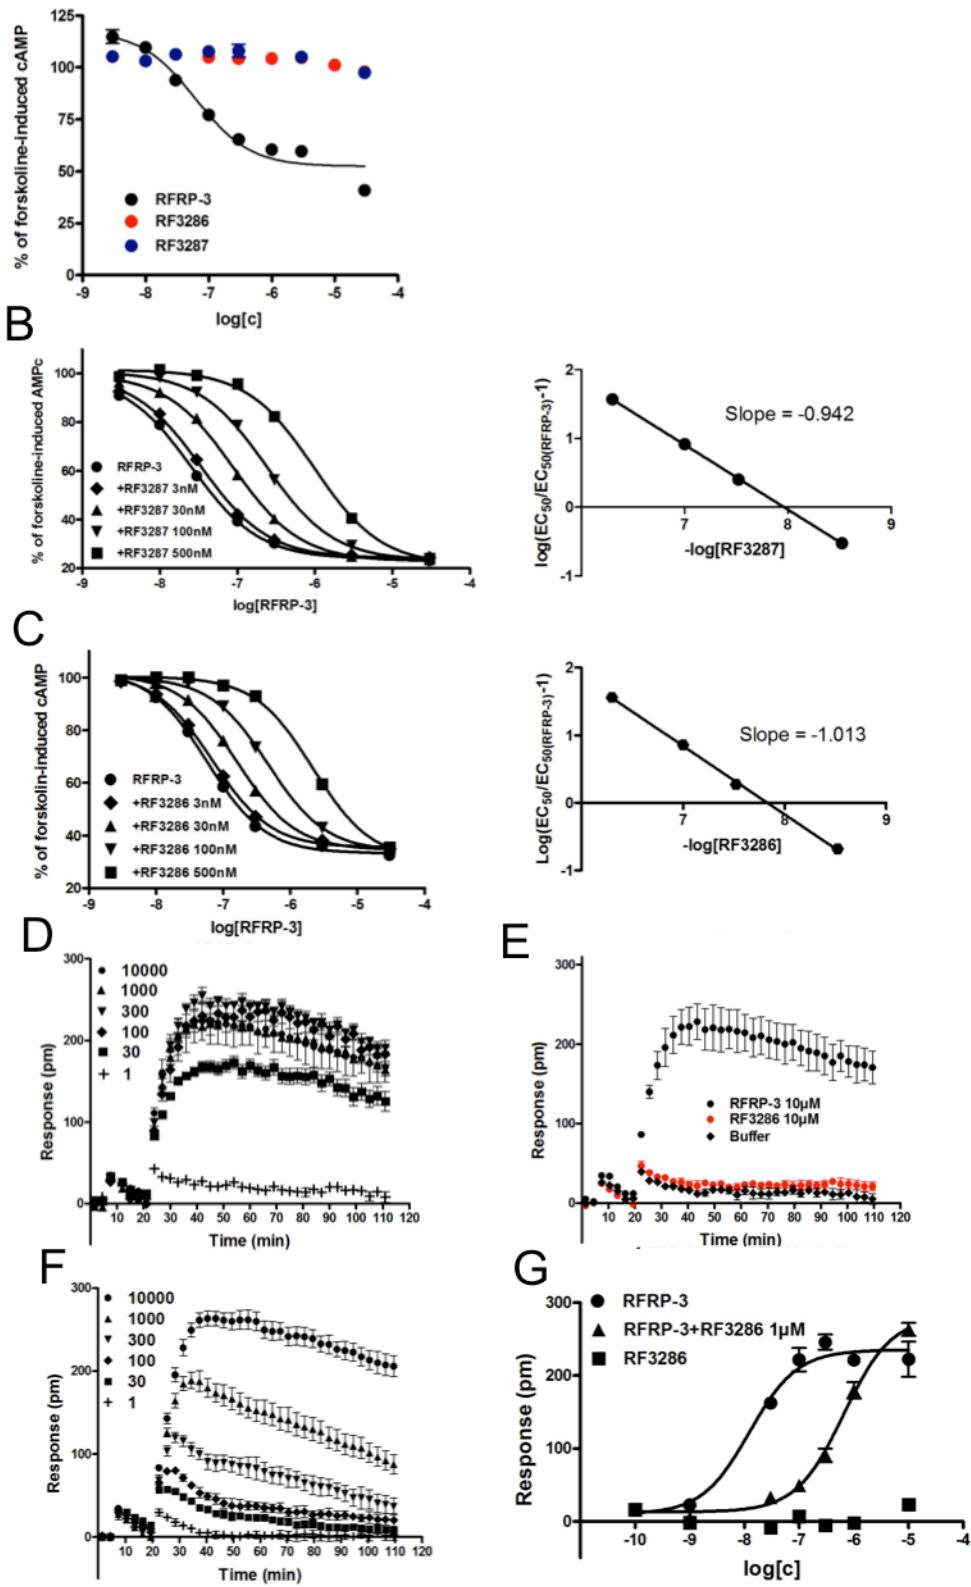 125
100
75
50
25
0
% of forskoline-induced cAMP
RFRP-3
RF3286
RF3287
-9 -8 -7 -6 -5 -4
log[c]
B
% of forskoline-induced AMPc
100
80
60
40
20
RFRP-3
+RF3287 3nM
+RF3287 30nM
+RF3287 100nM
+RF3287 500nM
-9 -8 -7 -6 -5 -4
log[RFRP-3]
log(EC50/EC50(RFRP-3)-1)
2
1
0
-1
Slope = -0.942
7 8 9
-log[RF3287]
C
% of forskolin-induced cAMP
100
80
60
40
20
RFRP-3
+RF3286 3nM
+RF3286 30nM
+RF3286 100nM
+RF3286 500nM
-9 -8 -7 -6 -5 -4
log[RFRP-3]
Log(EC50/EC50(RFRP-3)-1)
2
1
0
-1
Slope = -1.013
7 8 9
-log[RF3286]
D
Response (pm)
300
200
100
0
10000
1000
300
100
30
1
10 20 30 40 50 60 70 80 90 100 110 120
Time (min)
E
Response (pm)
300
200
100
0
RFRP-3 10µM
RF3286 10µM
Buffer
10 20 30 40 50 60 70 80 90 100 110 120
Time (min)
F
Response (pm)
300
200
100
0
10000
1000
300
100
30
1
10 20 30 40 50 60 70 80 90 100 110 120
Time (min)
G
Response (pm)
300
200
100
0
RFRP-3
RFRP-3+RF3286 1µM
RF3286
-10 -9 -8 -7 -6 -5 -4
log[c]